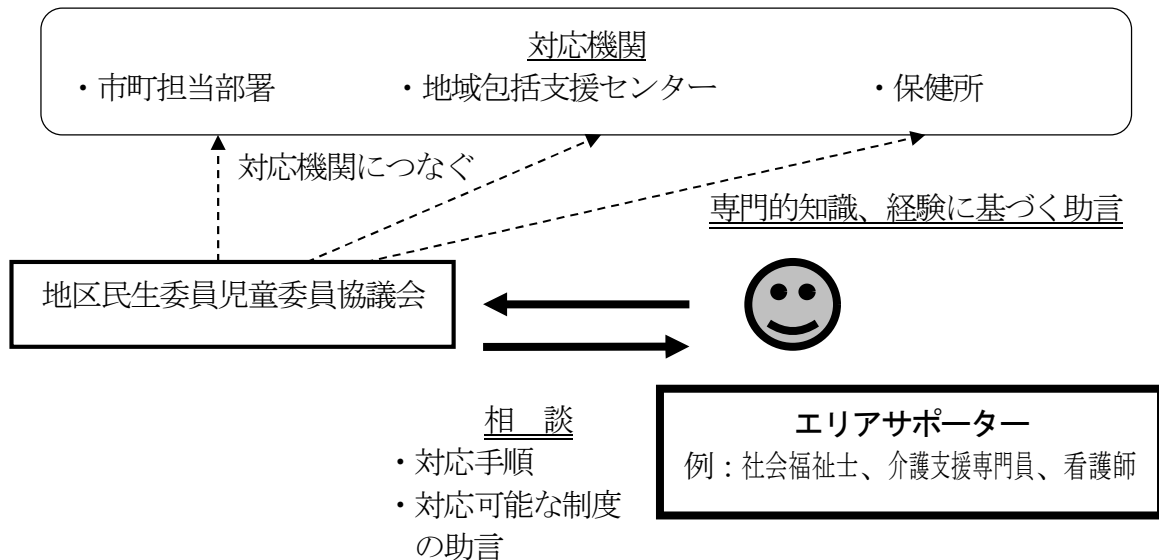 対応機関
・市町担当部署 ・地域包括支援センター ・保健所
対応機関につなぐ
専門的知識、経験に基づく助言
地区民生委員児童委員協議会
相 談
・対応手順
・対応可能な制度
の助言
エリアサポーター
例：社会福祉士、介護支援専門員、看護師